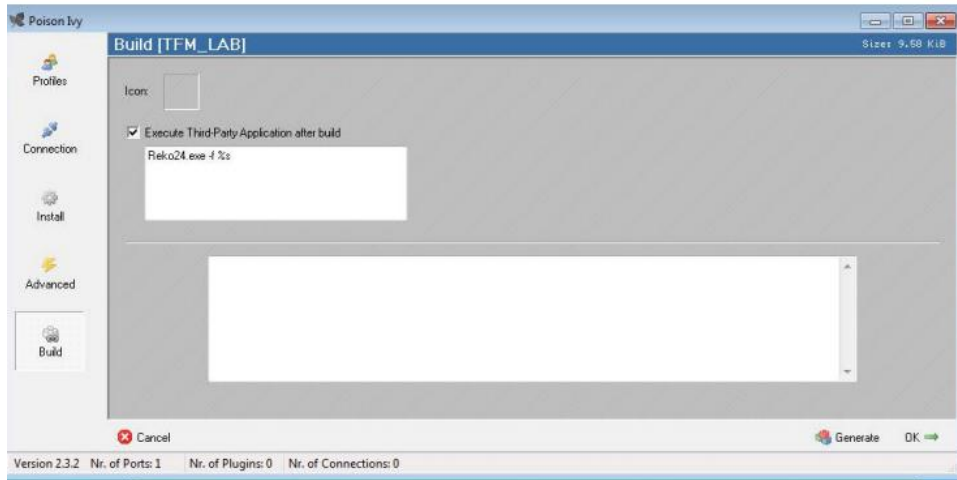 Poison Ivy
Build [TFM_LAB]
Size: 9.50 KiB
Profiles
Connection
Install
Advanced
Build
Icon:
Execute Third-Party Application after build
Reko24.exe -f %s
Cancel
Generate
OK
Version 2.3.2 Nr. of Ports: 1 Nr. of Plugins: 0 Nr. of Connections: 0